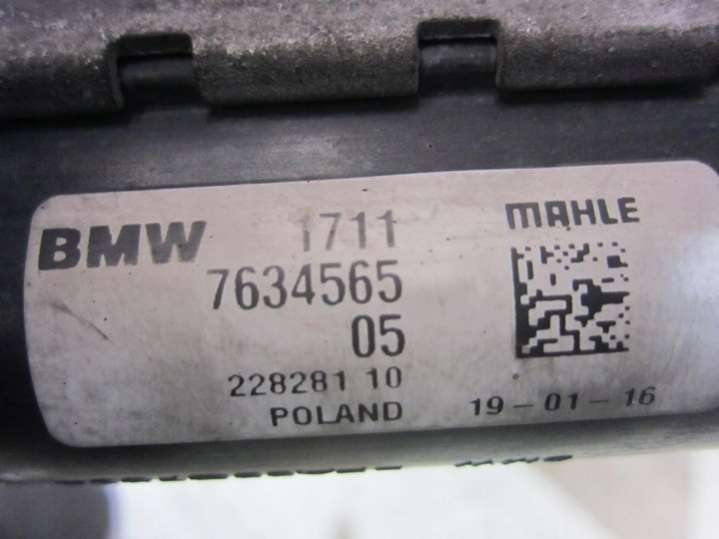 BMW 1711 MAHLE
7634565
05
228281 10
POLAND 19-01-16